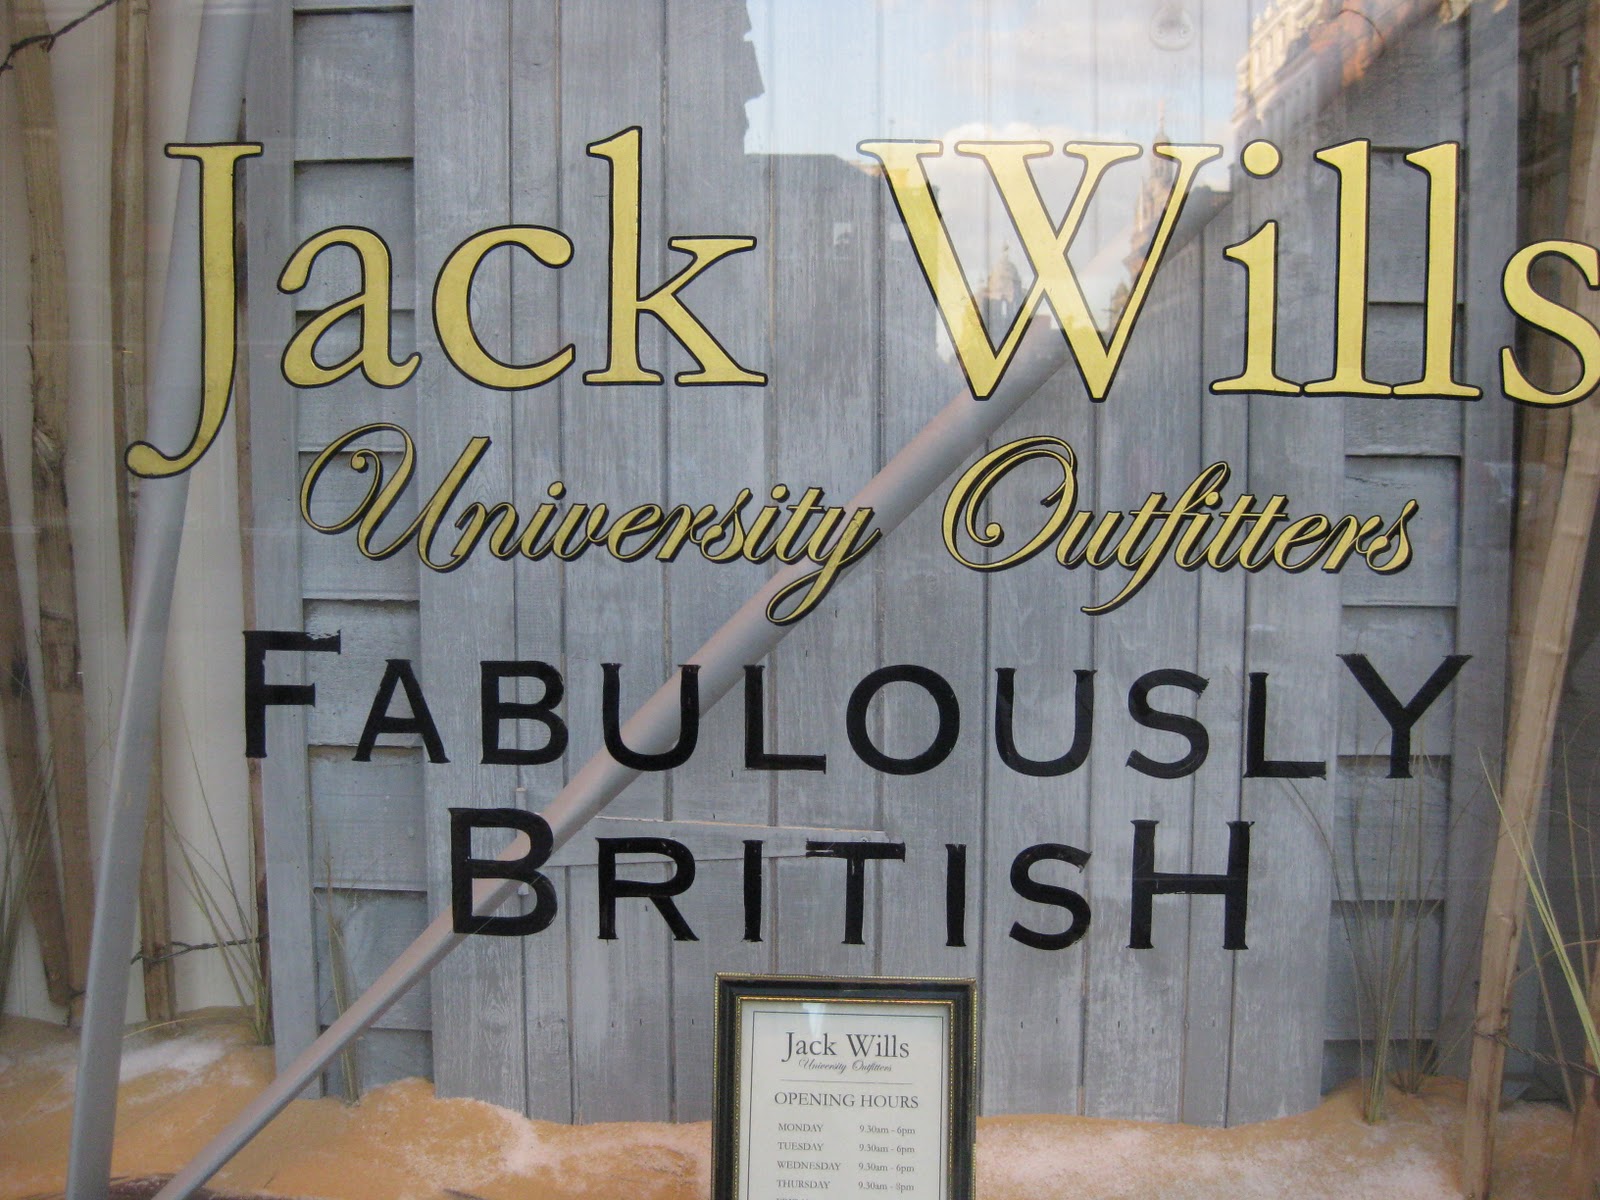 Jack Wills
University Outfitters
FABULOUSLY
BRITISH
Jack Wills
University Outfitters
OPENING HOURS
MONDAY 9.30am - 6pm
TUESDAY 9.30am - 6pm
WEDNESDAY 9.30am - 6pm
THURSDAY 9.30am - 8pm